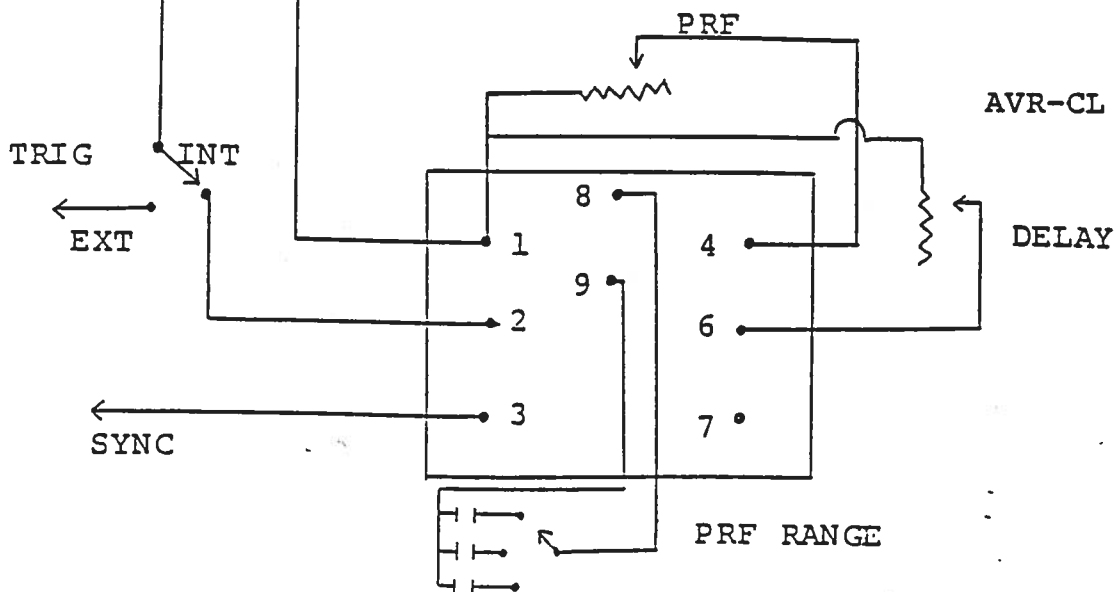 PRF
AVR-CL
TRIG
INT
EXT
8
1
4
DELAY
9
2
6
3
7
SYNC
PRF RANGE